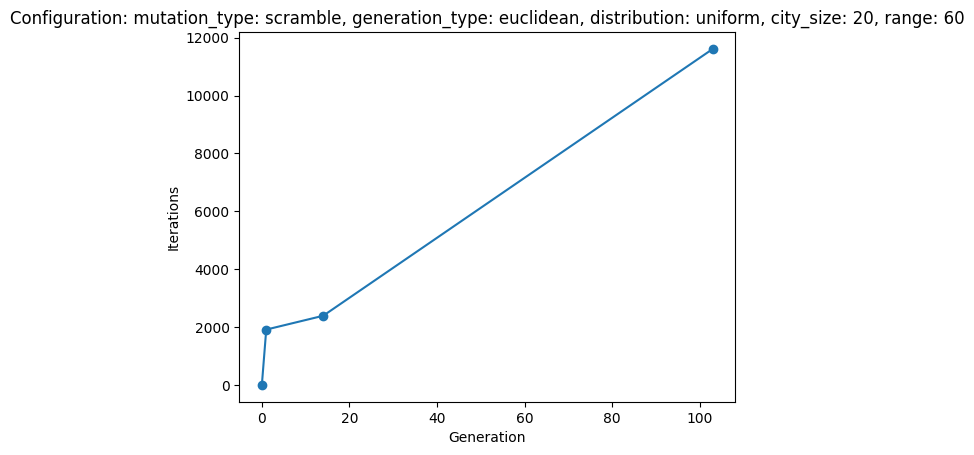 Configuration: mutation_type: scramble, generation_type: euclidean, distribution: uniform, city_size: 20, range: 60
12000
10000
8000
6000
4000
2000
0
Iterations
0 20 40 60 80 100
Generation